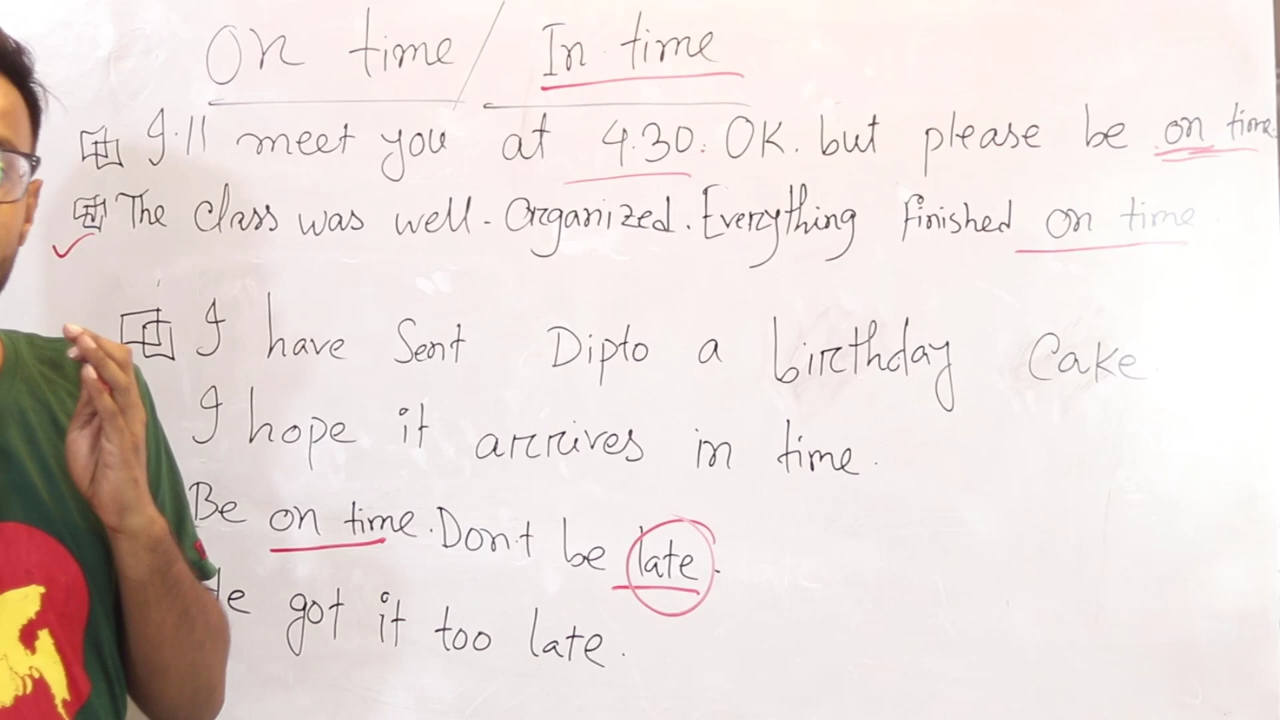 On time / In time
I'll meet you at 4.30. OK. but please be on time
The class was well-Organized. Everything finished on time.
I have Sent Dipto a birthday Cake.
I hope it arrives in time.
Be on time. Don't be late.
He got it too late.